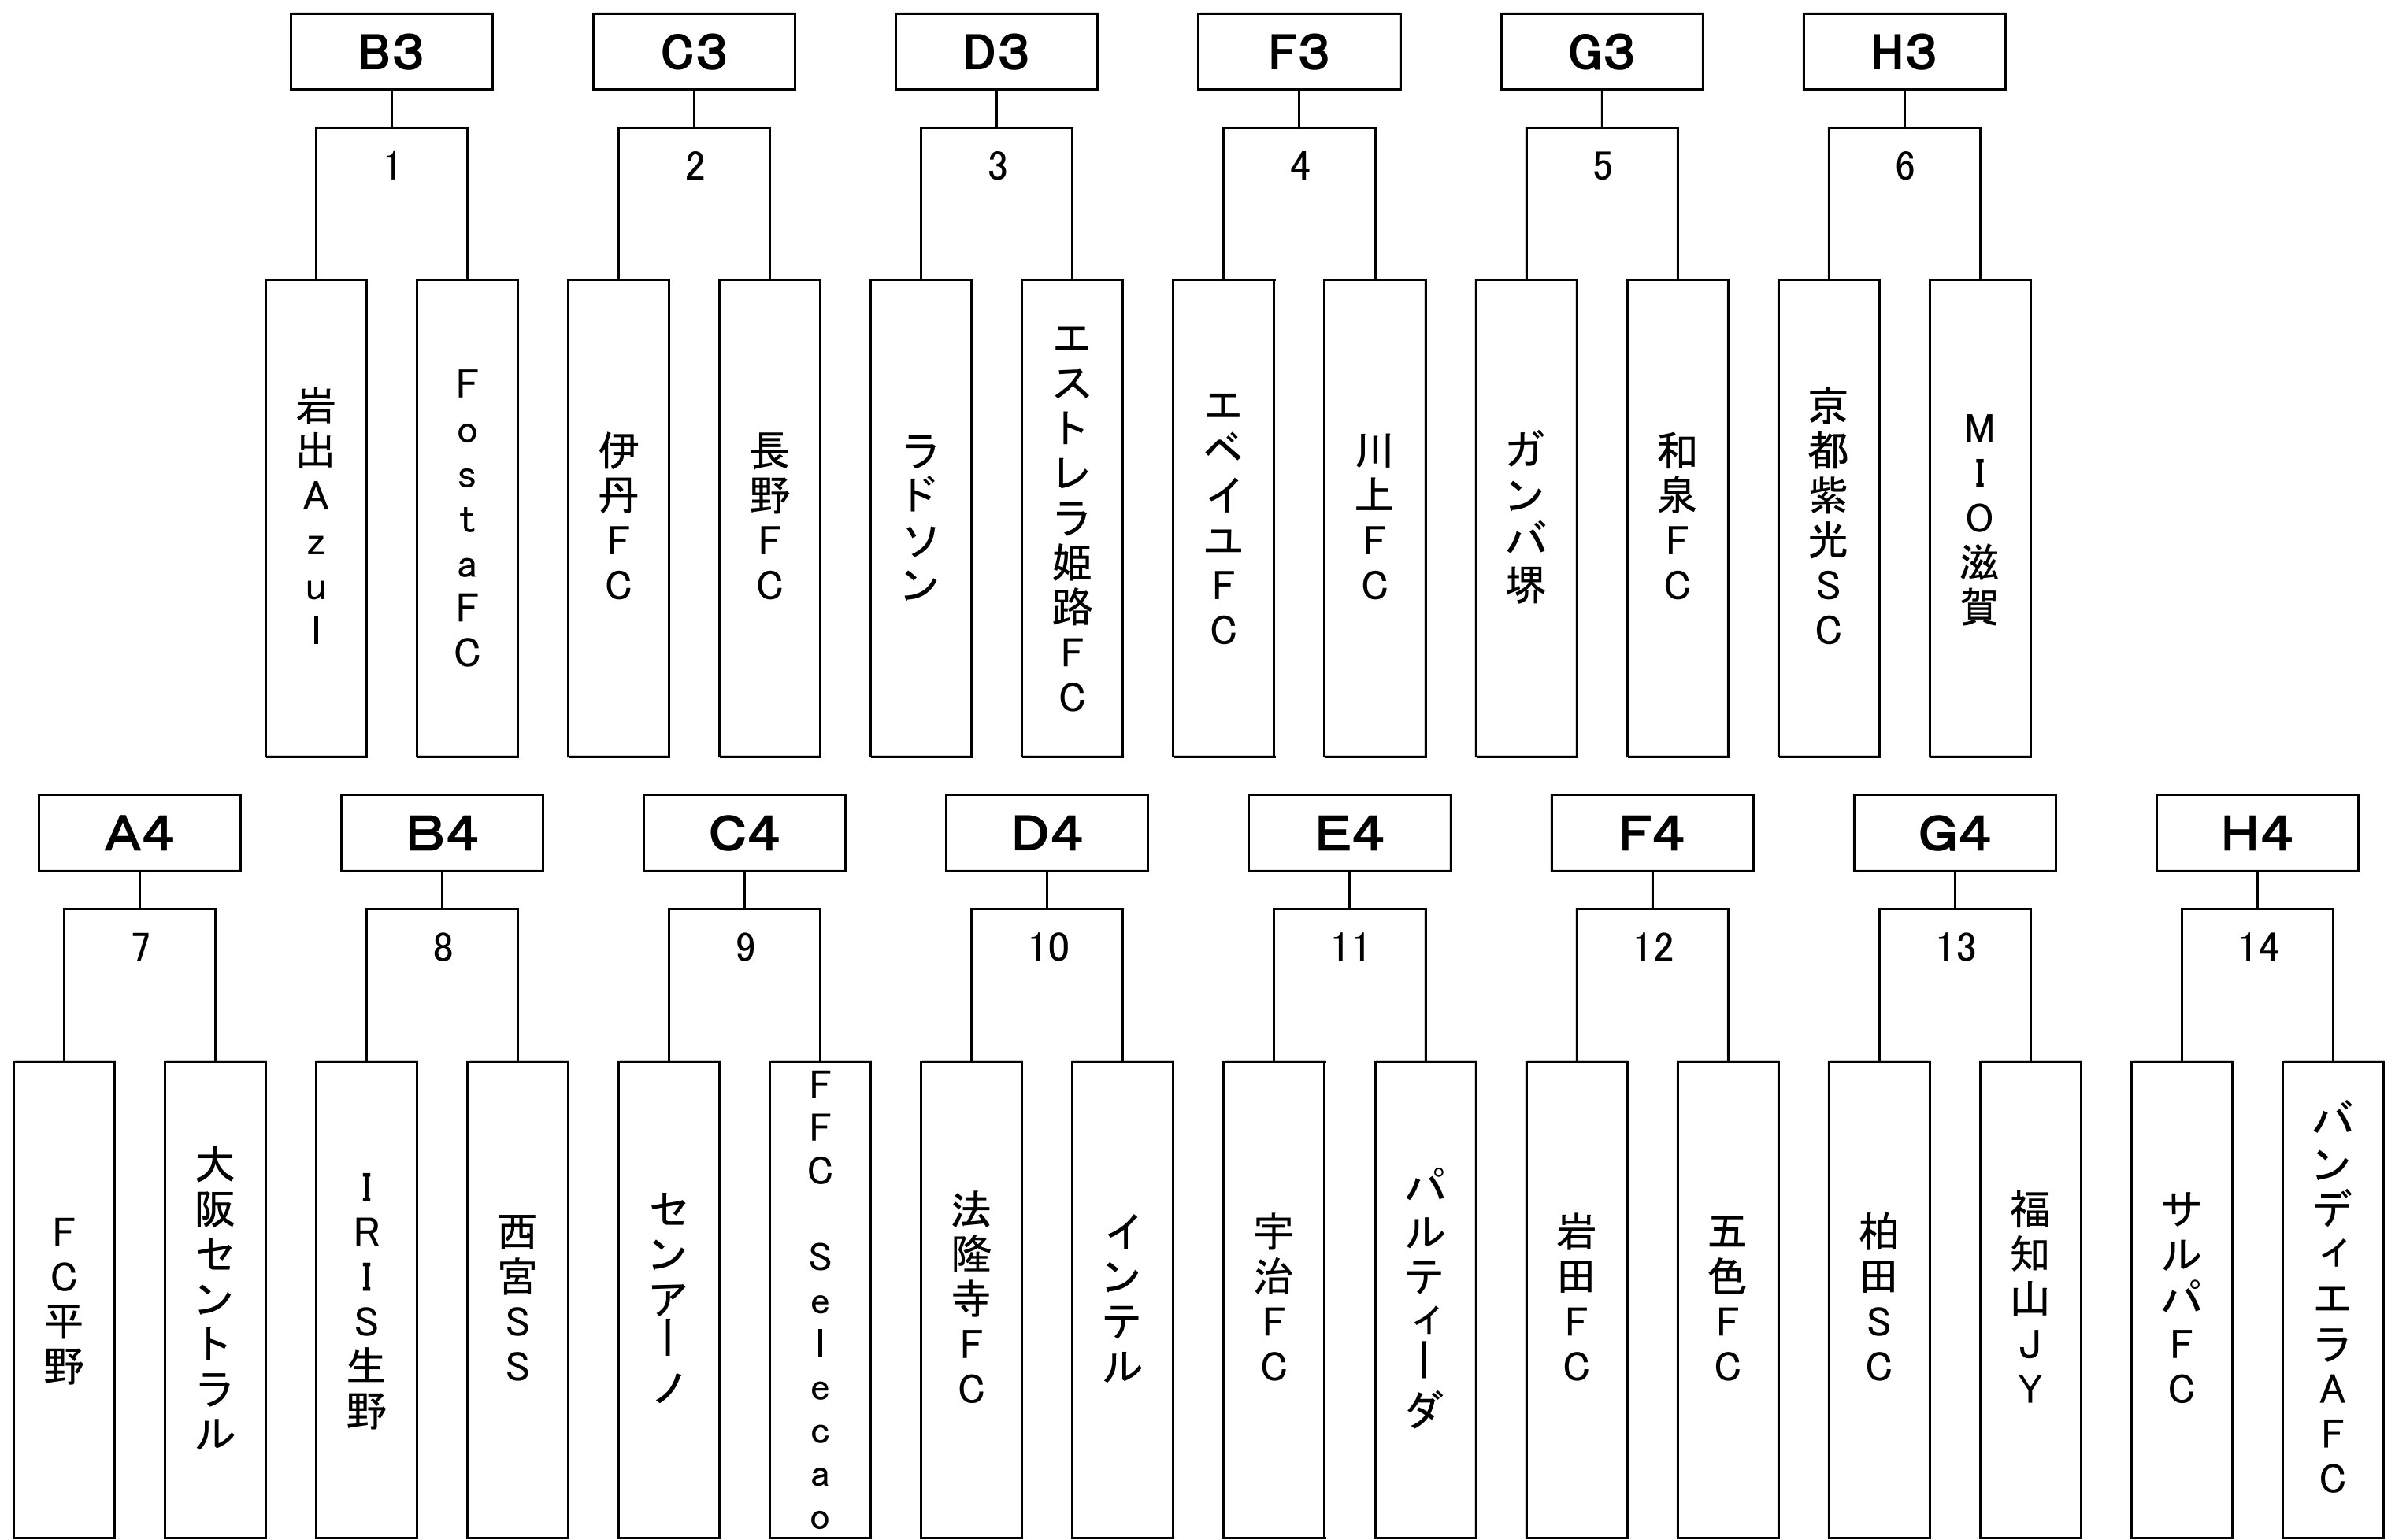 B3
C3
D3
F3
G3
H3
1
2
3
4
5
6
岩出Azul
FostaFC
伊丹FC
長野FC
ラドソン
エストレラ姫路FC
エベイユFC
川上FC
ガンバ堺
和泉FC
京都紫光SC
MIO滋賀
A4
B4
C4
D4
E4
F4
G4
H4
7
8
9
10
11
12
13
14
FC平野
大阪セントラル
IRIS生野
西宮SS
センアーノ
FFC Selecao
法隆寺FC
インテル
宇治FC
パルティーダ
岩田FC
五色FC
柏田SC
福知山JY
サルパFC
バンディエラAFC